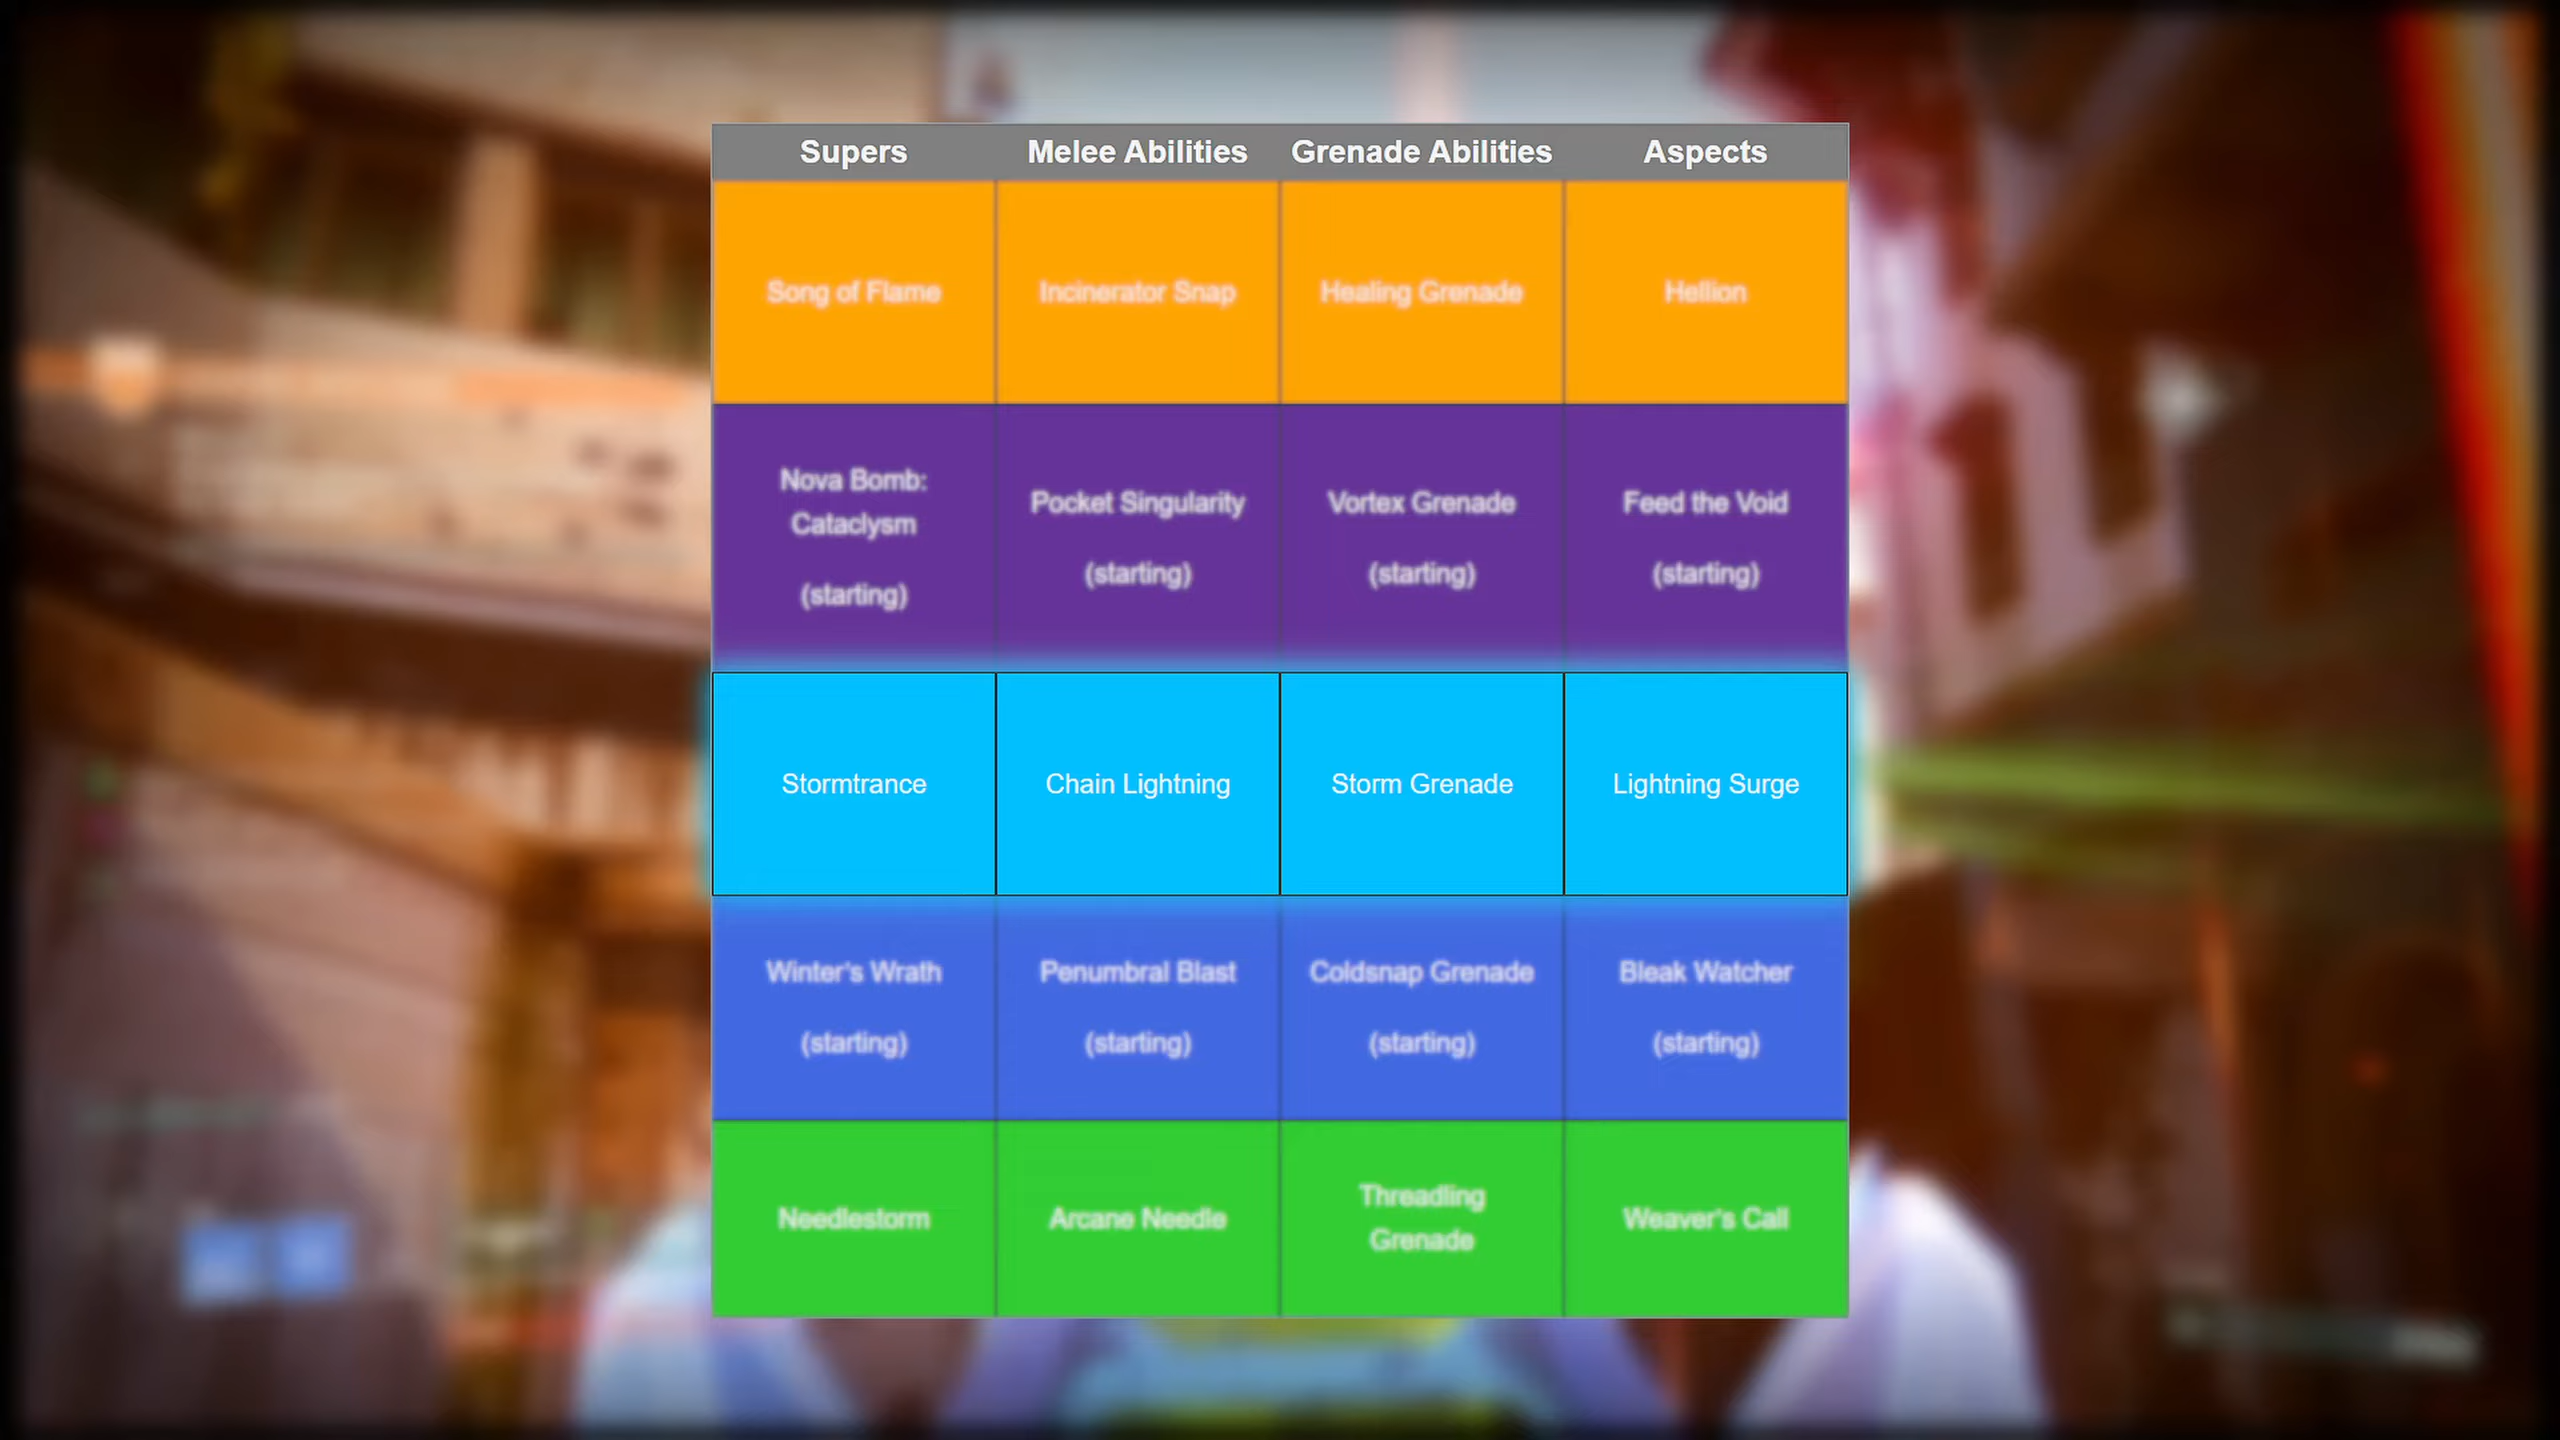 Supers Melee Abilities Grenade Abilities Aspects
Song of Flame Incinerator Snap Healing Grenade Hellion
Nova Bomb:
Cataclysm
(starting)
Pocket Singularity
(starting)
Vortex Grenade
(starting)
Feed the Void
(starting)
Stormtrance Chain Lightning Storm Grenade Lightning Surge
Winter's Wrath
(starting)
Penumbral Blast
(starting)
Coldsnap Grenade
(starting)
Bleak Watcher
(starting)
Needlestorm Arcane Needle
Threadling
Grenade
Weaver's Call